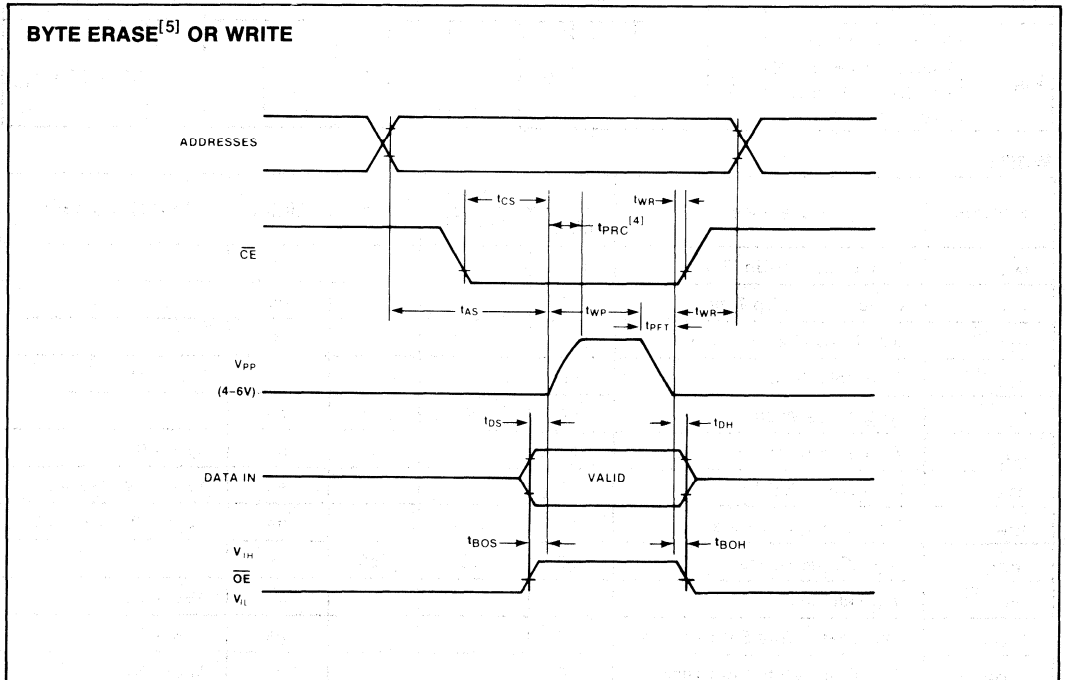 BYTE ERASE[5] OR WRITE
ADDRESSES
tCS
tWR
tPRC[4]
CE
tAS
tWP
tWR
tPFT
VPP
(4-6V)
tDS
tDH
DATA IN
VALID
tBOS
tBOH
VIH
OE
VIL